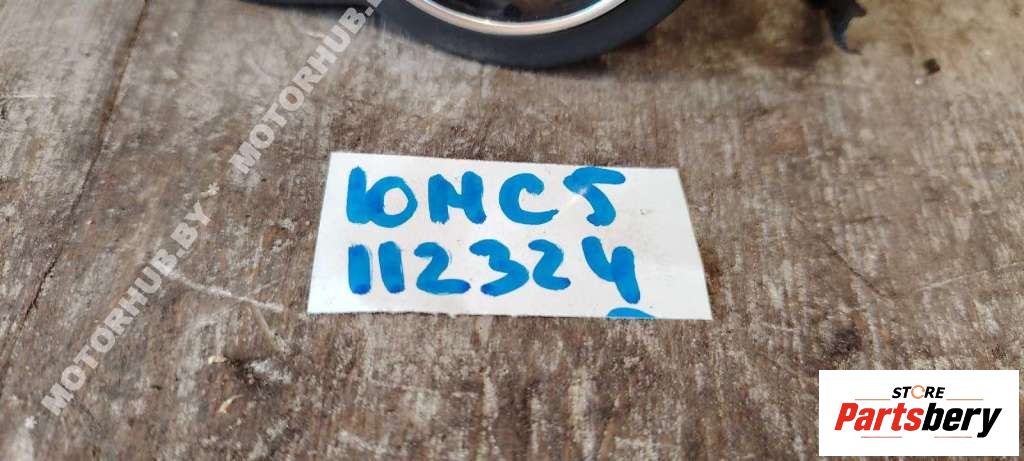 MOTORHUB.BY
MOTORHUB.BY
ЮНС5
112324
STORE
Partsbery